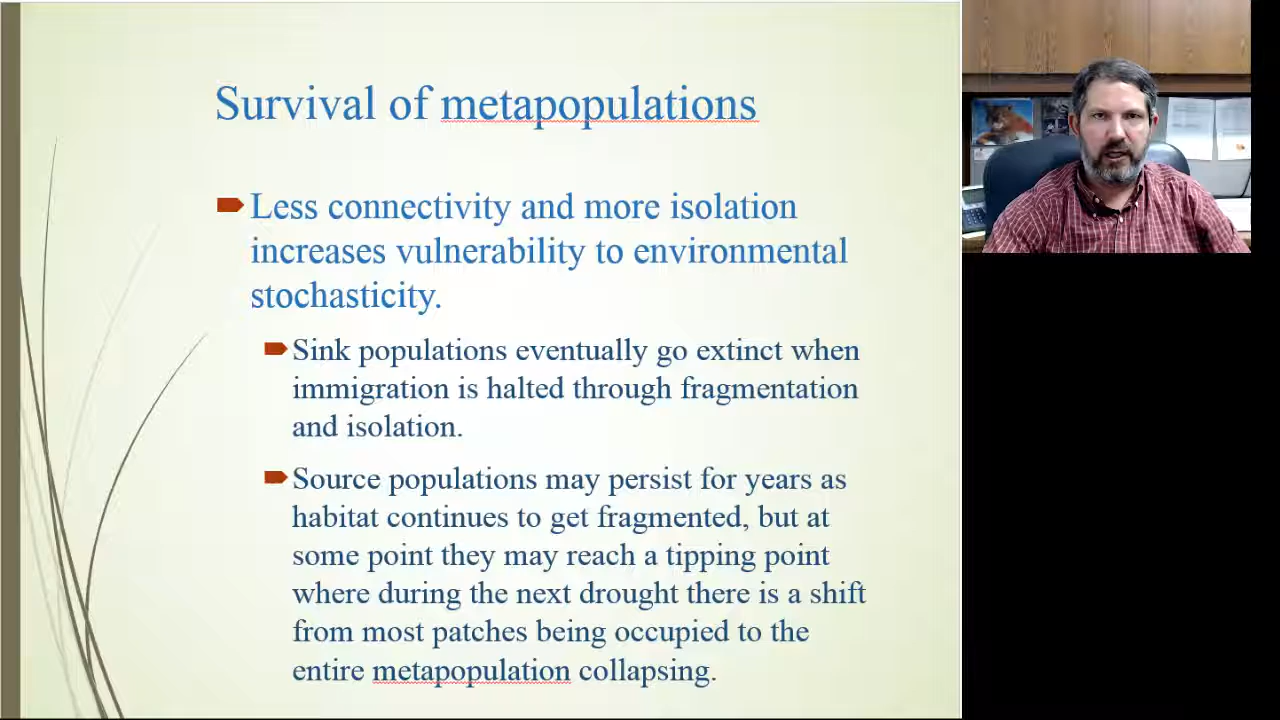 Survival of metapopulations
Less connectivity and more isolation
increases vulnerability to environmental
stochasticity.
Sink populations eventually go extinct when
immigration is halted through fragmentation
and isolation.
Source populations may persist for years as
habitat continues to get fragmented, but at
some point they may reach a tipping point
where during the next drought there is a shift
from most patches being occupied to the
entire metapopulation collapsing.